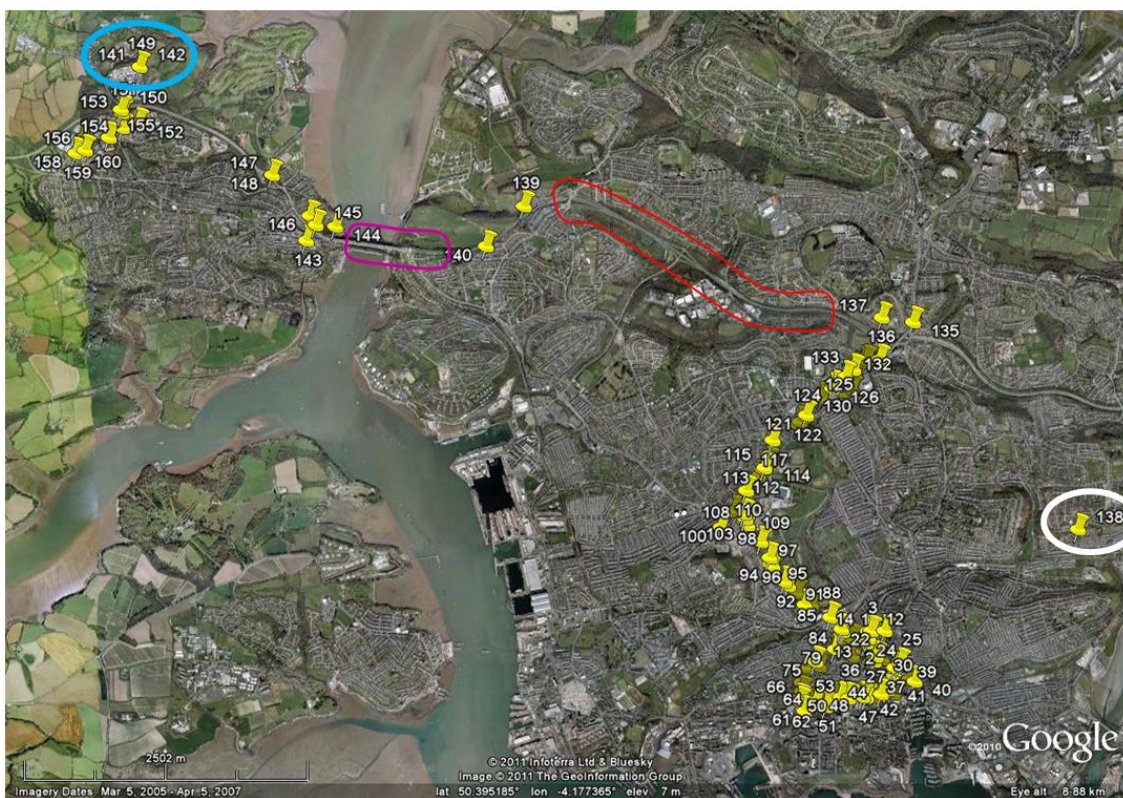 149
141 142
153 150
154 155 152
156
158 160
159
147
148
139
146 145
144
143 140
137 135
136
133 132
125 126
124 130
121 122
115 117
113 114
112
108 110 109
100 103 98
138
97
94 96 95
92 91 88
85 14 3 12
84 13 22 24 25
79 2 30
75 36 27 39
66 53 37 40
64 50 48 44 41
61 62 47 42
51
2502 m
©2010 Google
© 2011 Infoterra Ltd & Bluesky
Image © 2011 The GeoInformation Group
Imagery Dates: Mar 5, 2005 - Apr 5, 2007 lat 50.395185° lon -4.177365° elev 7 m Eye alt 8.88 km